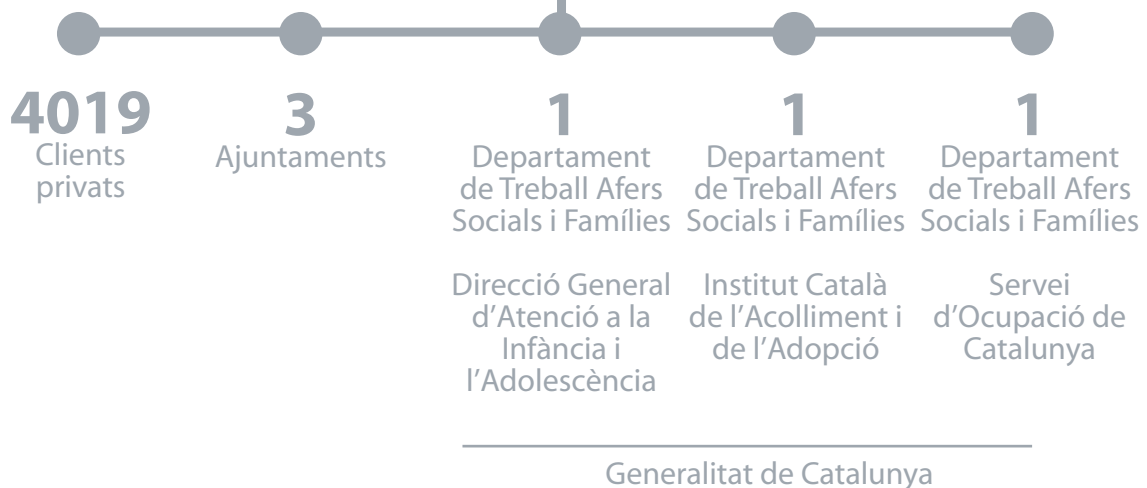 4019
Clients
privats
3
Ajuntaments
1
Departament
de Treball Afers
Socials i Famílies
Direcció General
d’Atenció a la
Infància i
l’Adolescència
1
Departament
de Treball Afers
Socials i Famílies
Institut Català
de l’Acolliment i
de l’Adopció
1
Departament
de Treball Afers
Socials i Famílies
Servei
d’Ocupació de
Catalunya
Generalitat de Catalunya